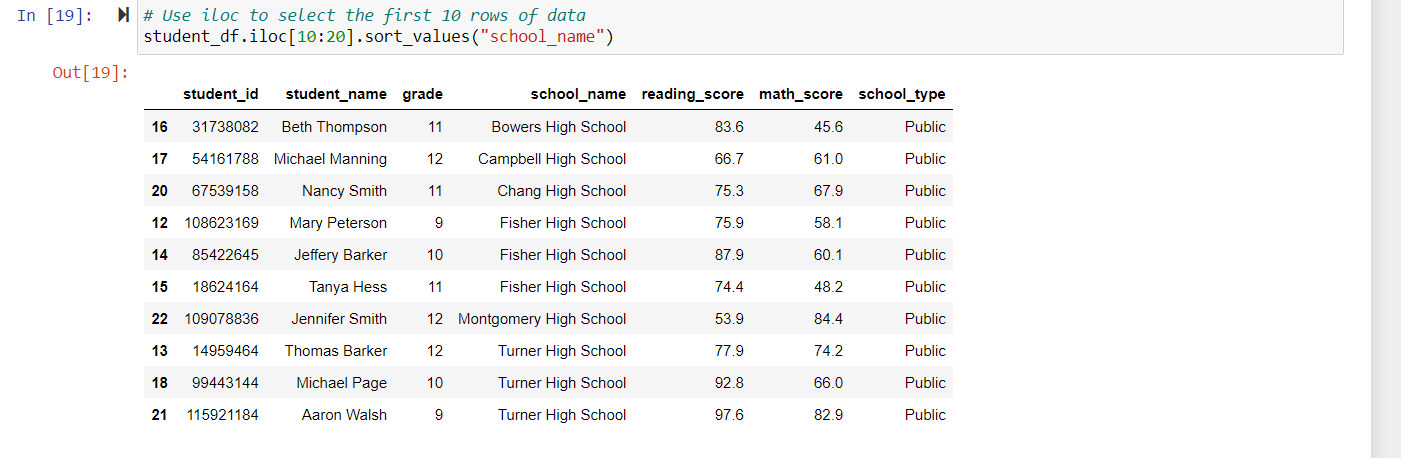 In [19]: # Use iloc to select the first 10 rows of data
student_df.iloc[10:20].sort_values("school_name")
Out[19]:
student_id student_name grade school_name reading_score math_score school_type
16 31738082 Beth Thompson 11 Bowers High School 83.6 45.6 Public
17 54161788 Michael Manning 12 Campbell High School 66.7 61.0 Public
20 67539158 Nancy Smith 11 Chang High School 75.3 67.9 Public
12 108623169 Mary Peterson 9 Fisher High School 75.9 58.1 Public
14 85422645 Jeffery Barker 10 Fisher High School 87.9 60.1 Public
15 18624164 Tanya Hess 11 Fisher High School 74.4 48.2 Public
22 109078836 Jennifer Smith 12 Montgomery High School 53.9 84.4 Public
13 14959464 Thomas Barker 12 Turner High School 77.9 74.2 Public
18 99443144 Michael Page 10 Turner High School 92.8 66.0 Public
21 115921184 Aaron Walsh 9 Turner High School 97.6 82.9 Public